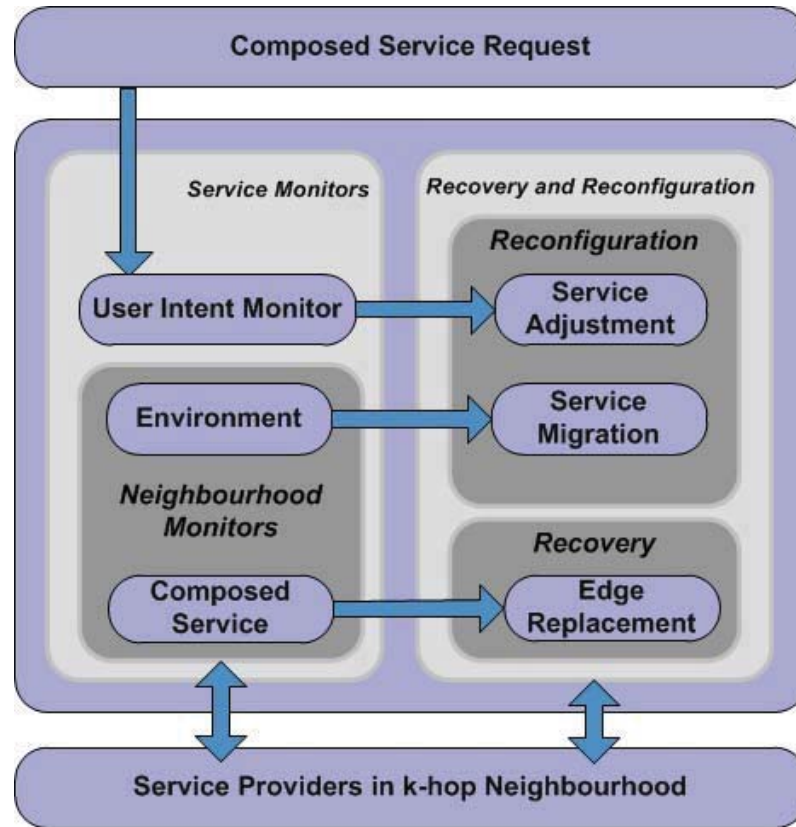 Composed Service Request
Service Monitors
User Intent Monitor
Environment
Neighbourhood
Monitors
Composed
Service
Recovery and Reconfiguration
Reconfiguration
Service
Adjustment
Service
Migration
Recovery
Edge
Replacement
Service Providers in k-hop Neighbourhood